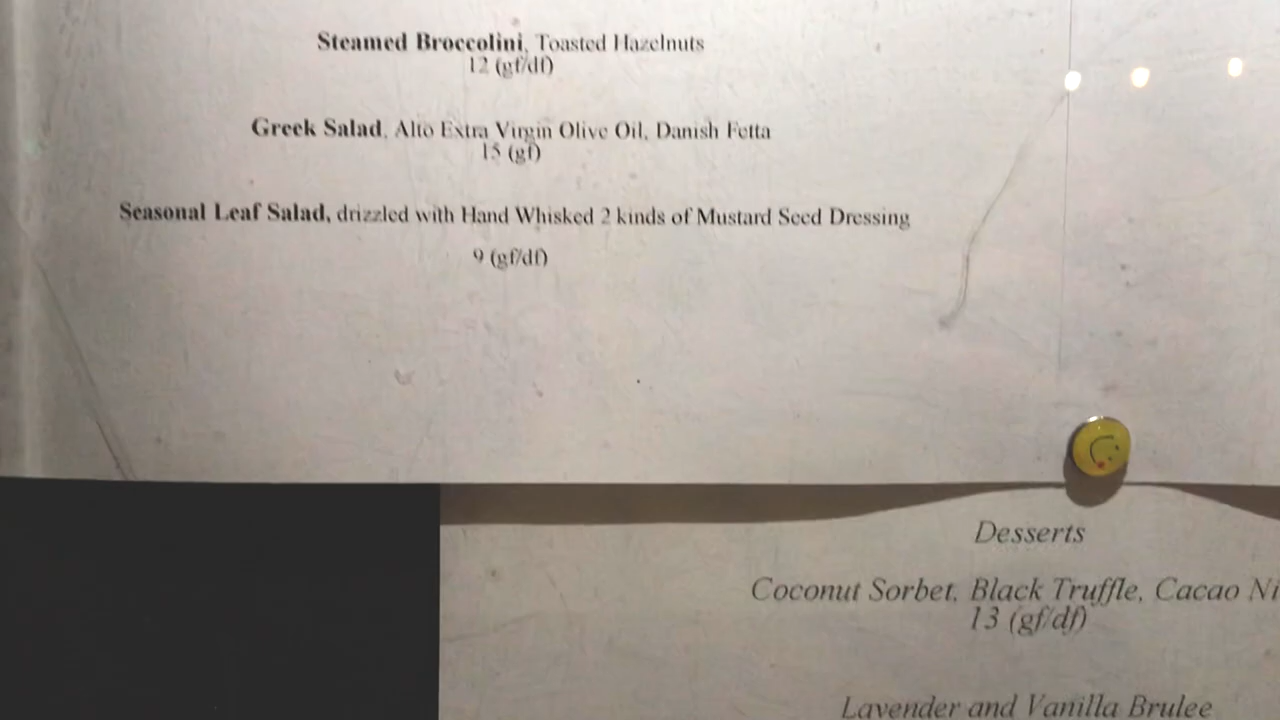 Steamed Broccolini, Toasted Hazelnuts
12 (gf/df)
Greek Salad, Alto Extra Virgin Olive Oil, Danish Fetta
15 (gf)
Seasonal Leaf Salad, drizzled with Hand Whisked 2 kinds of Mustard Seed Dressing
9 (gf/df)
Desserts
Coconut Sorbet, Black Truffle, Cacao Ni
13 (gf/df)
Lavender and Vanilla Brulee